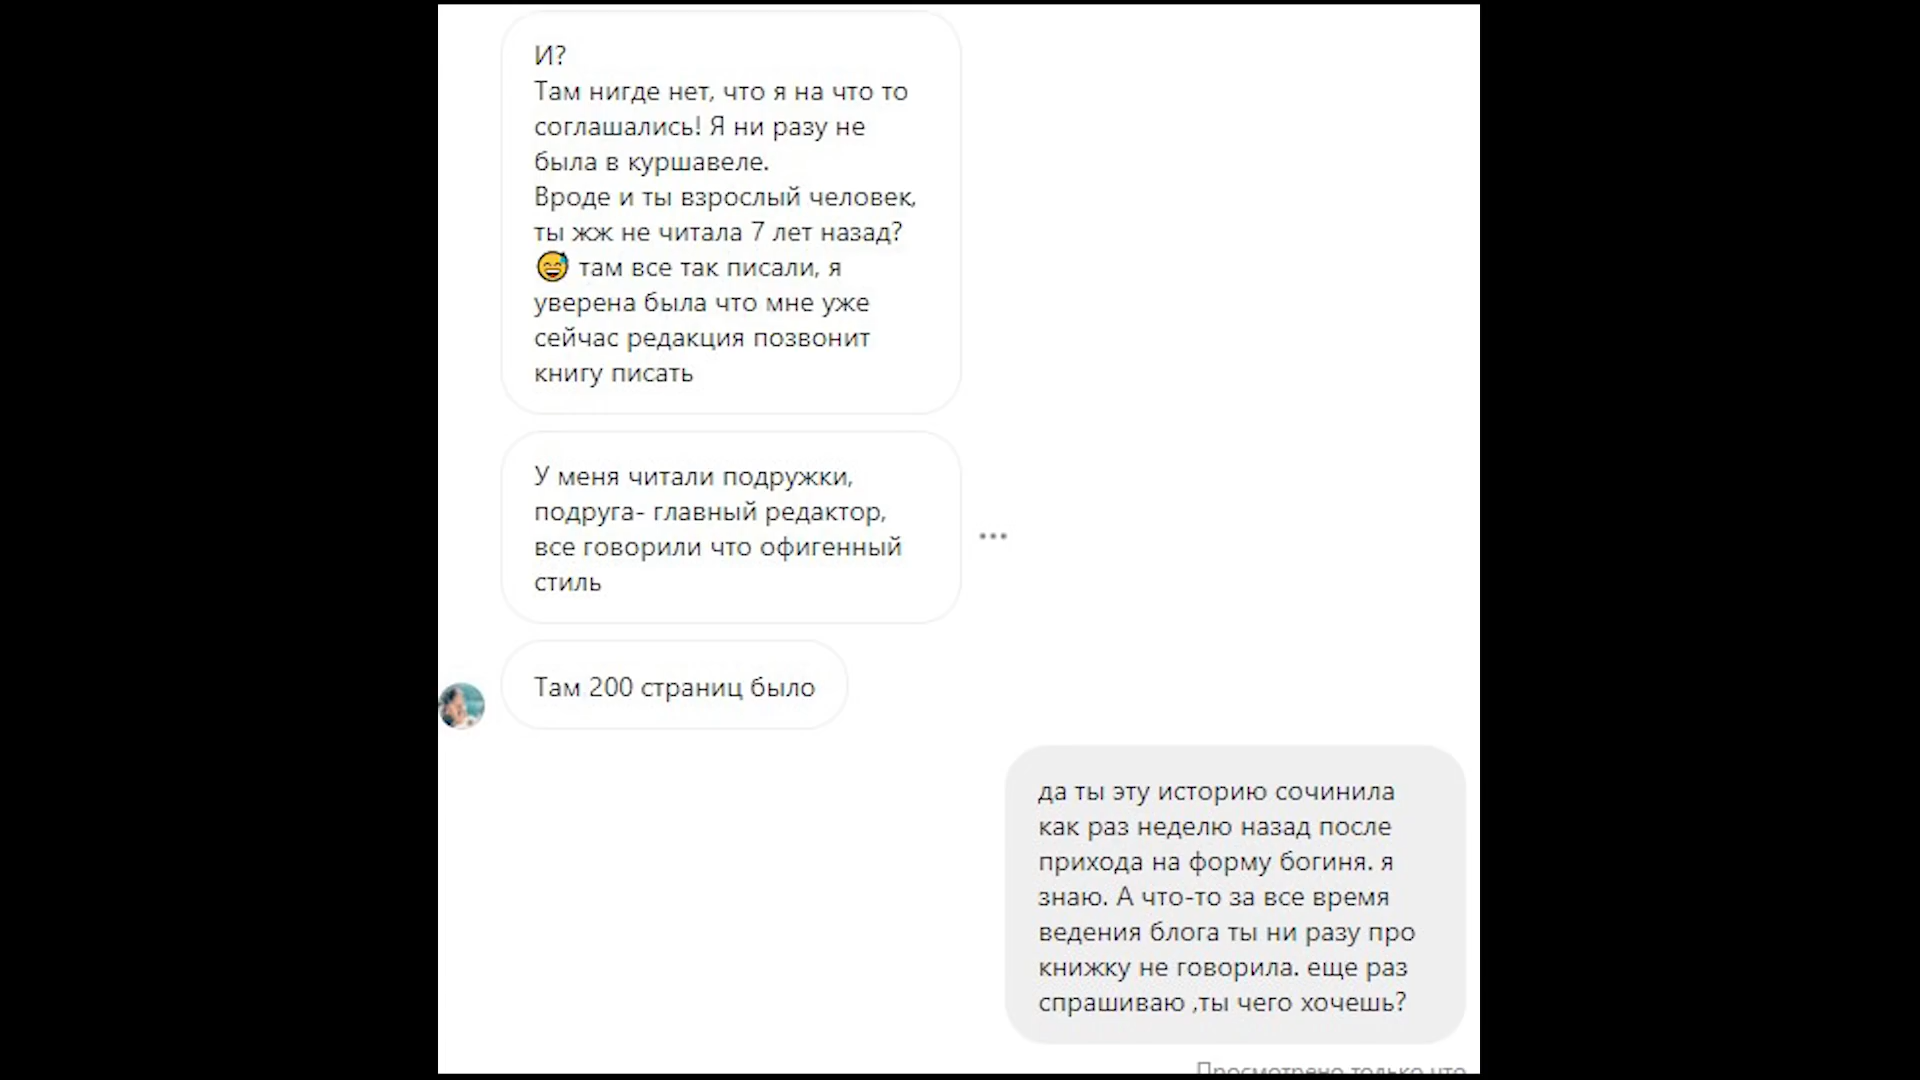 И?
Там нигде нет, что я на что то
соглашались! Я ни разу не
была в куршавеле.
Вроде и ты взрослый человек,
ты жж не читала 7 лет назад?
😅 там все так писали, я
уверена была что мне уже
сейчас редакция позвонит
книгу писать
У меня читали подружки,
подруга- главный редактор,
все говорили что офигенный
стиль
Там 200 страниц было
да ты эту историю сочинила
как раз неделю назад после
прихода на форму богиня. я
знаю. А что-то за все время
ведения блога ты ни разу про
книжку не говорила. еще раз
спрашиваю ,ты чего хочешь?
Просмотрено только что